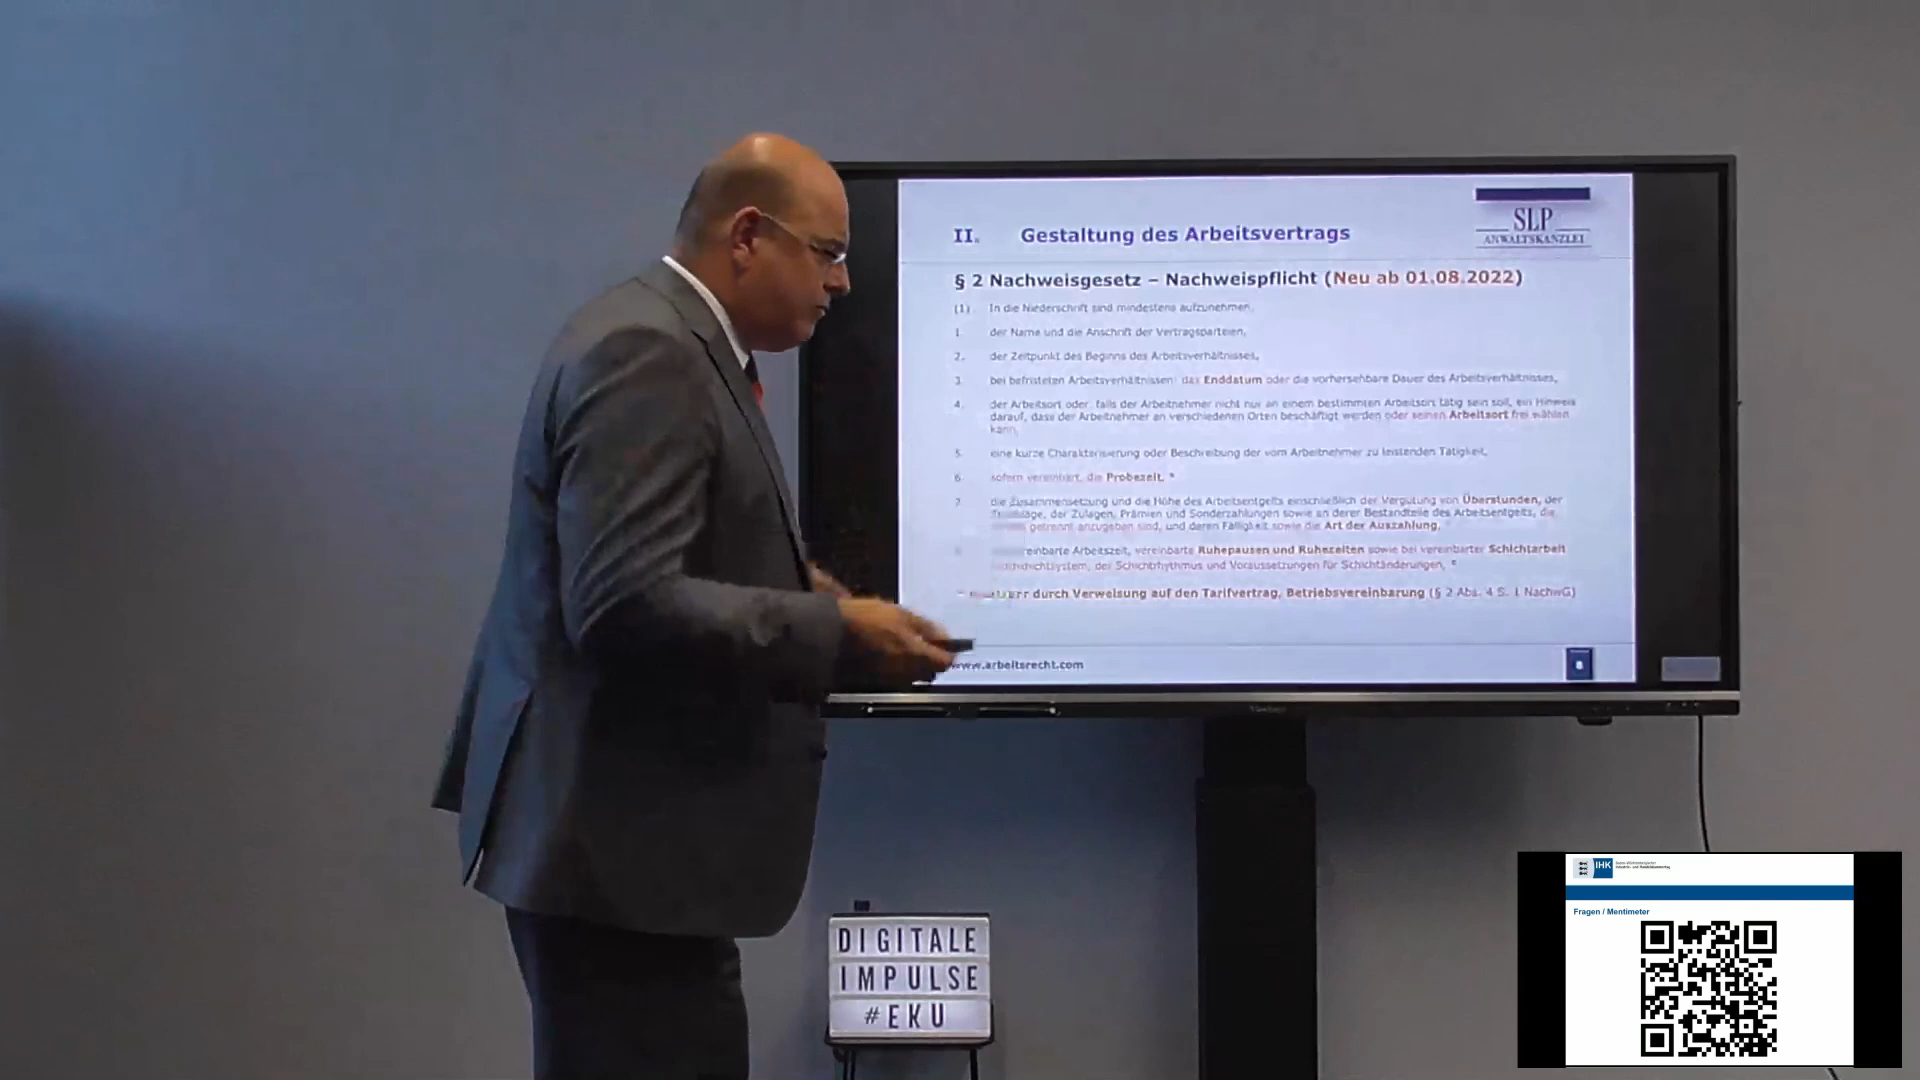 II. Gestaltung des Arbeitsvertrags
SLP
ANWALTSKANZLEI
§ 2 Nachweisgesetz – Nachweispflicht (Neu ab 01.08.2022)
(1) In die Niederschrift sind mindestens aufzunehmen
1. der Name und die Anschrift der Vertragsparteien,
2. der Zeitpunkt des Beginns des Arbeitsverhältnisses,
3. bei befristeten Arbeitsverhältnissen: das Enddatum oder die vorhersehbare Dauer des Arbeitsverhältnisses,
4. der Arbeitsort oder, falls der Arbeitnehmer nicht nur an einem bestimmten Arbeitsort tätig sein soll, ein Hinweis
darauf, dass der Arbeitnehmer an verschiedenen Orten beschäftigt werden oder seinen Arbeitsort frei wählen
kann,
5. eine kurze Charakterisierung oder Beschreibung der vom Arbeitnehmer zu leistenden Tätigkeit,
6. sofern vereinbart, die Probezeit, *
7. die Zusammensetzung und die Höhe des Arbeitsentgelts einschließlich der Vergütung von Überstunden, der
der Zulagen, Prämien und Sonderzahlungen sowie an derer Bestandteile des Arbeitsentgelts, die
getrennt anzugeben sind, und deren Fälligkeit sowie die Art der Auszahlung,
einbarte Arbeitszeit, vereinbarte Ruhepausen und Ruhezeiten sowie bei vereinbarter Schichtarbeit
der Schichtrhythmus und Voraussetzungen für Schichtänderungen, *
durch Verweisung auf den Tarifvertrag, Betriebsvereinbarung (§ 2 Abs. 4 S. 1 NachwG)
www.arbeitsrecht.com
8
IHK
Fragen / Mentimeter
DIGITALE
IMPULSE
#EKU